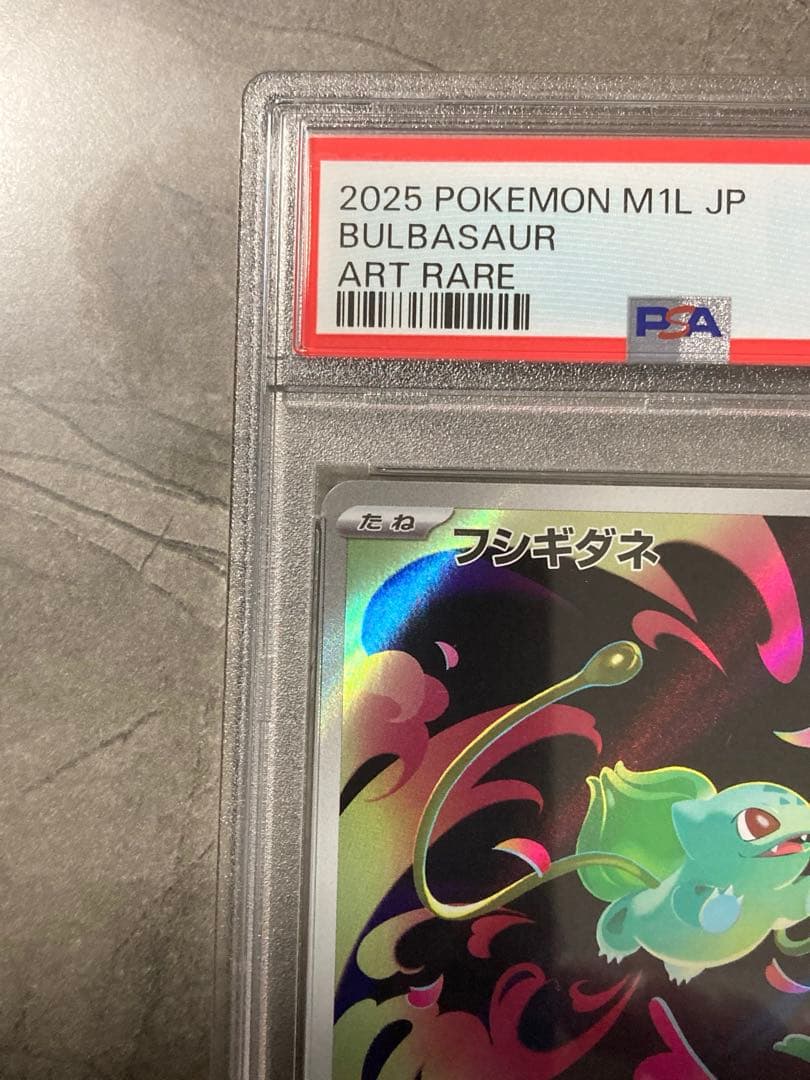 2025 POKEMON M1L JP
BULBASAUR
ART RARE
PSA
たね フシギダネ